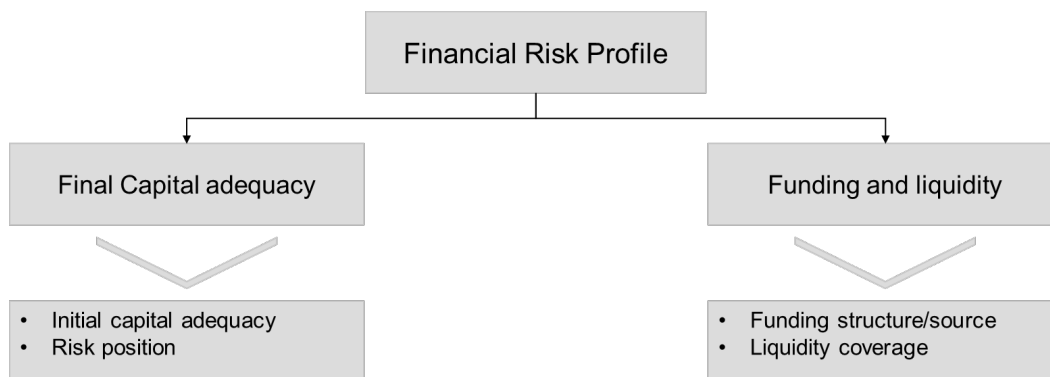 Financial Risk Profile
Final Capital adequacy
Funding and liquidity
• Initial capital adequacy
• Risk position
• Funding structure/source
• Liquidity coverage